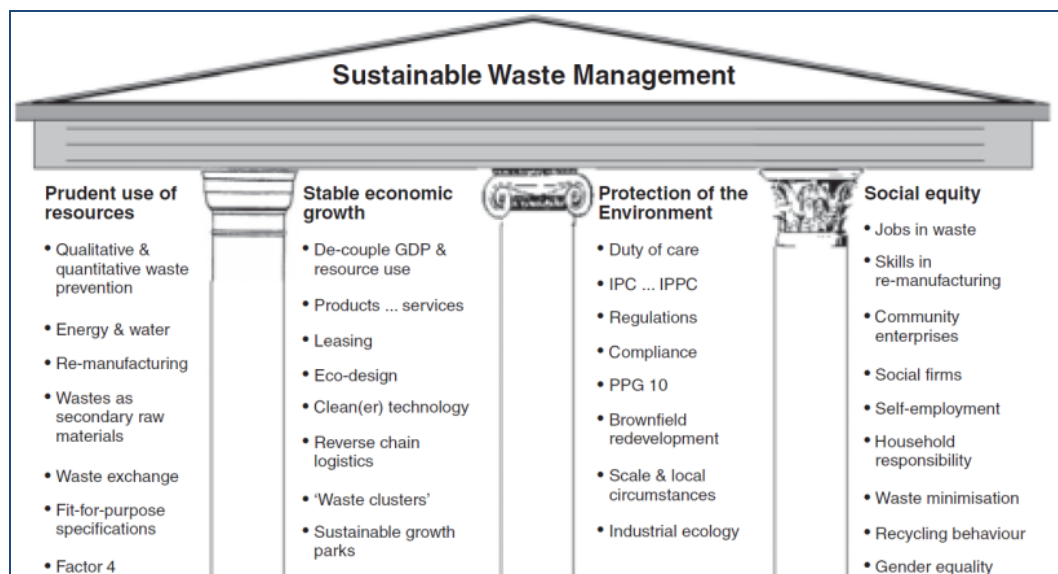 Sustainable Waste Management
Prudent use of
resources
• Qualitative &
quantitative waste
prevention
• Energy & water
• Re-manufacturing
• Wastes as
secondary raw
materials
• Waste exchange
• Fit-for-purpose
specifications
• Factor 4
Stable economic
growth
• De-couple GDP &
resource use
• Products ... services
• Leasing
• Eco-design
• Clean(er) technology
• Reverse chain
logistics
• ‘Waste clusters’
• Sustainable growth
parks
Protection of the
Environment
• Duty of care
• IPC ... IPPC
• Regulations
• Compliance
• PPG 10
• Brownfield
redevelopment
• Scale & local
circumstances
• Industrial ecology
Social equity
• Jobs in waste
• Skills in
re-manufacturing
• Community
enterprises
• Social firms
• Self-employment
• Household
responsibility
• Waste minimisation
• Recycling behaviour
• Gender equality